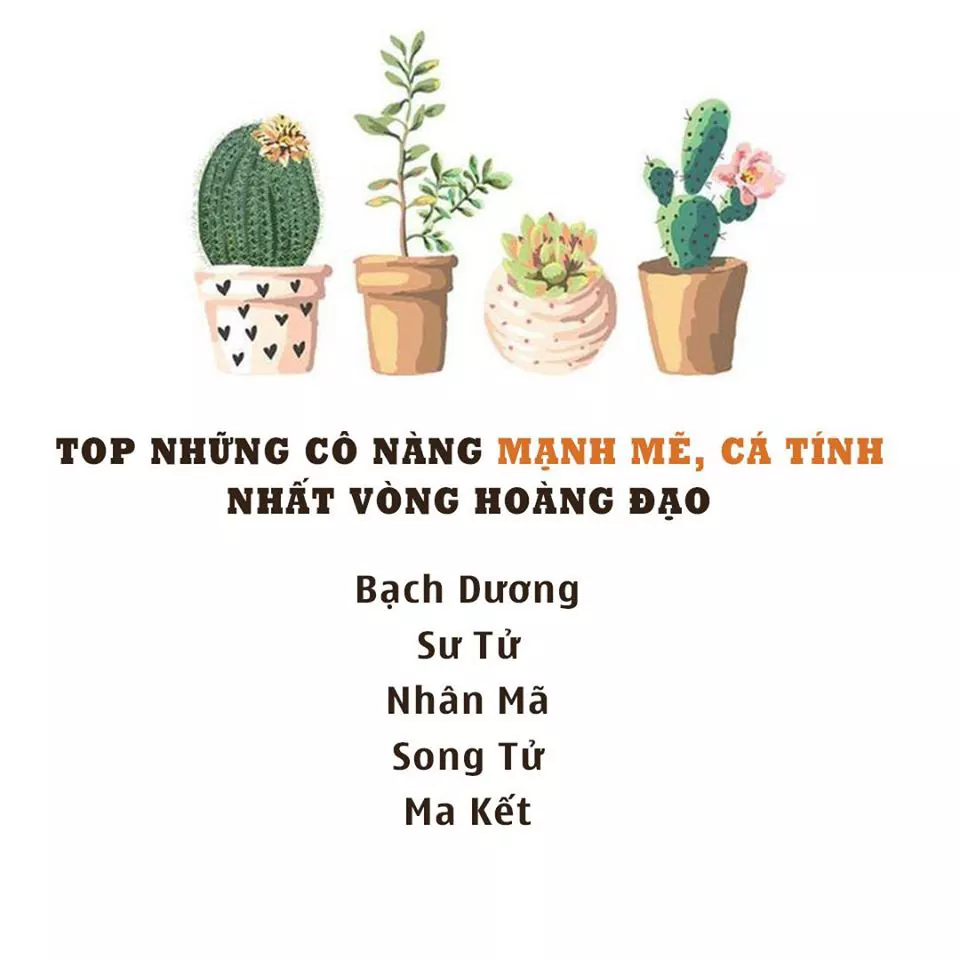 TOP NHỮNG CÔ NÀNG MẠNH MẼ, CÁ TÍNH
NHẤT VÒNG HOÀNG ĐẠO
Bạch Dương
Sư Tử
Nhân Mã
Song Tử
Ma Kết